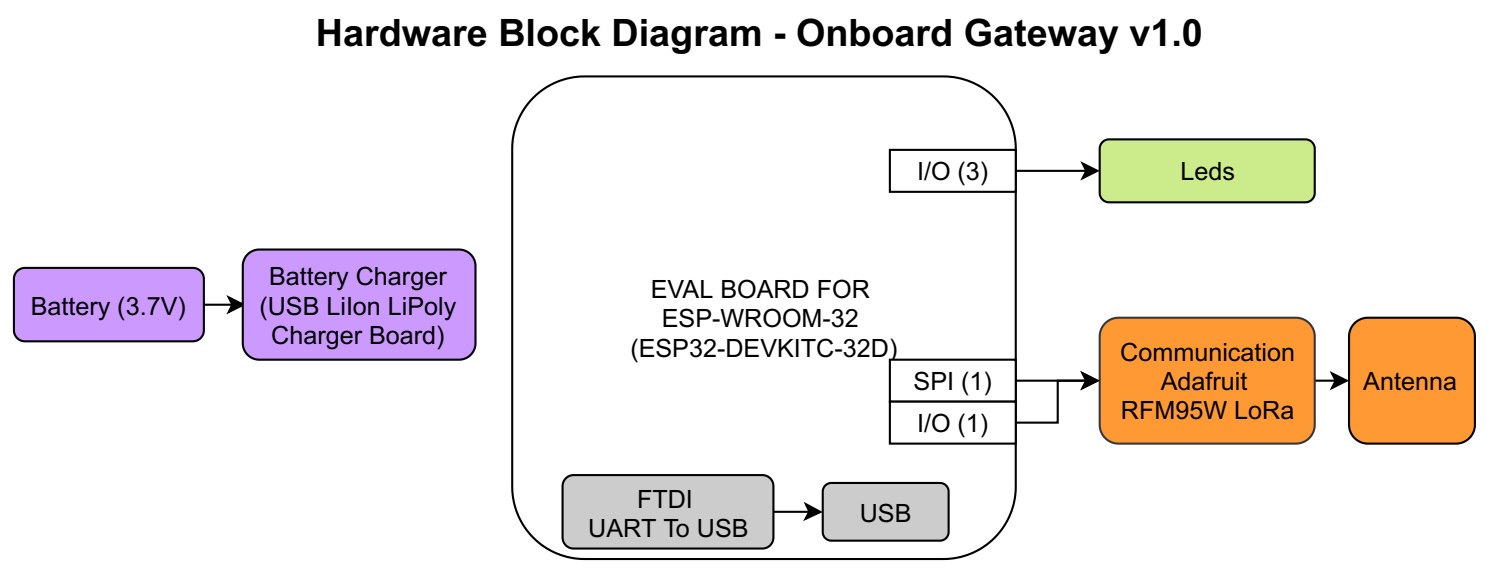 Hardware Block Diagram - Onboard Gateway v1.0
I/O (3)
Leds
Battery (3.7V)
Battery Charger
(USB LiIon LiPoly
Charger Board)
EVAL BOARD FOR
ESP-WROOM-32
(ESP32-DEVKITC-32D)
SPI (1)
I/O (1)
Communication
Adafruit
RFM95W LoRa
Antenna
FTDI
UART To USB
USB